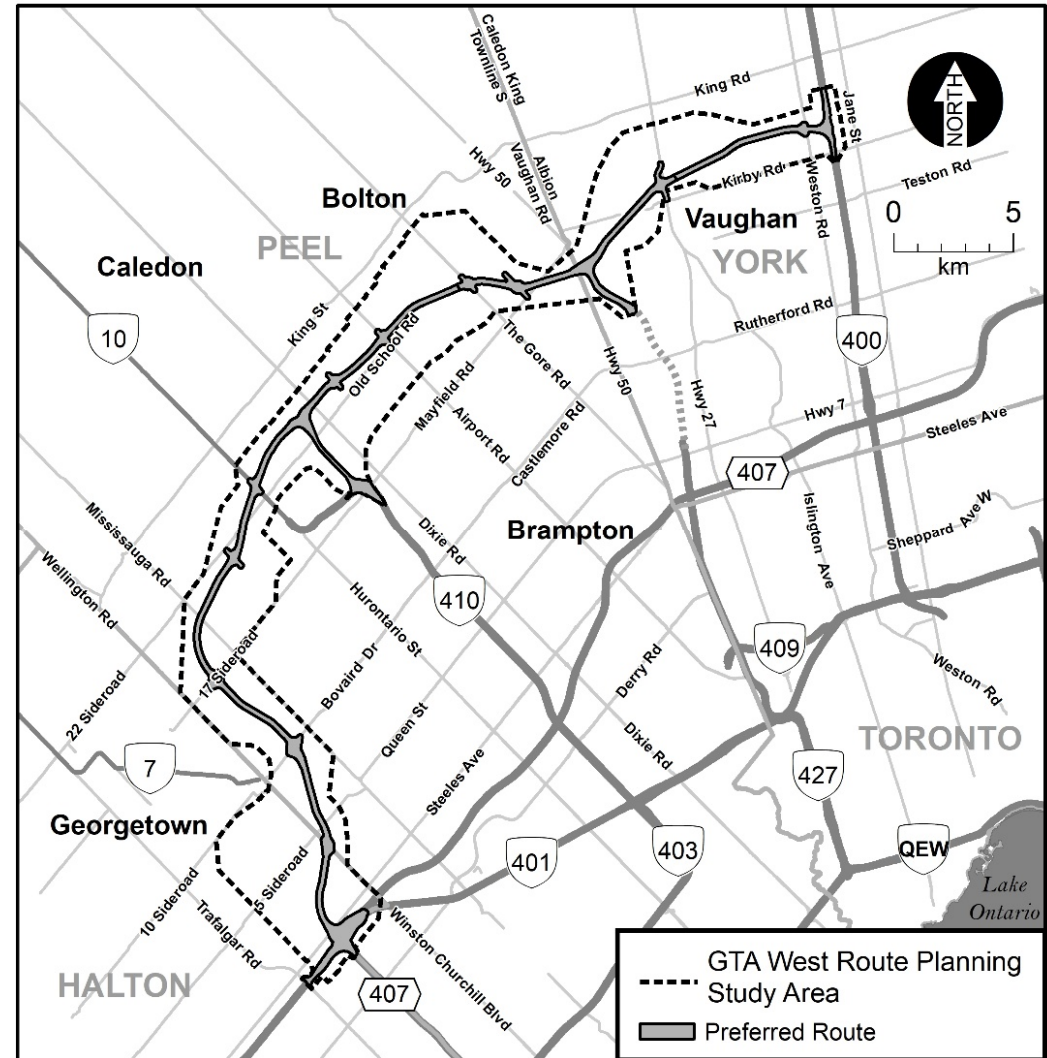 Caledon King
Townline S
King Rd
Jane St
NORTH
Hwy 50
Albion
Vaughan Rd
Kirby Rd
Weston Rd
Teston Rd
Bolton
Vaughan
0 5
km
PEEL
YORK
Caledon
King St
10
Old School Rd
The Gore Rd
Rutherford Rd
400
Mayfield Rd
Hwy 50
Hwy 27
Airport Rd
Castlemore Rd
Hwy 7
Steeles Ave
407
Mississauga Rd
Brampton
Islington Ave
Sheppard Ave W
Dixie Rd
Wellington Rd
Hurontario St
410
409
17 Sideroad
Bovaird Dr
Derry Rd
Weston Rd
22 Sideroad
Queen St
Dixie Rd
TORONTO
7
Steeles Ave
427
Georgetown
401
403
QEW
5 Sideroad
10 Sideroad
Trafalgar Rd
Winston Churchill Blvd
Lake
Ontario
HALTON
407
GTA West Route Planning
Study Area
Preferred Route